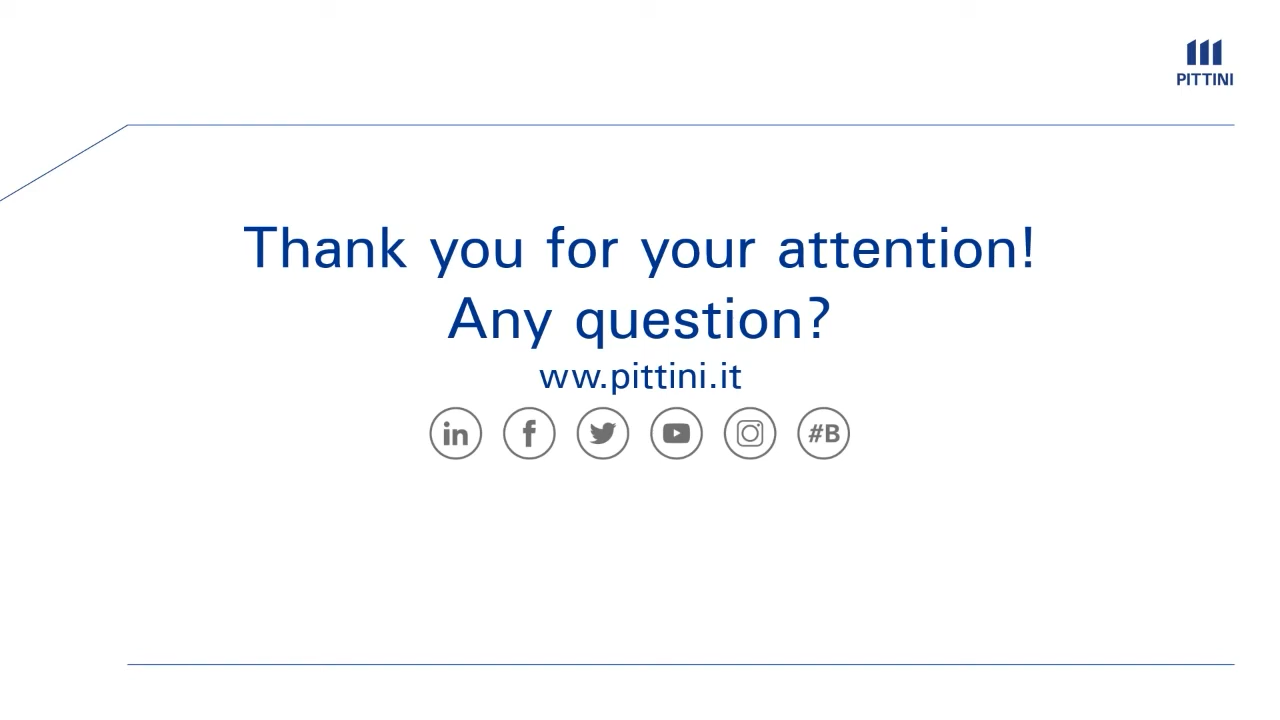 PITTINI
Thank you for your attention!
Any question?
ww.pittini.it
in f #B